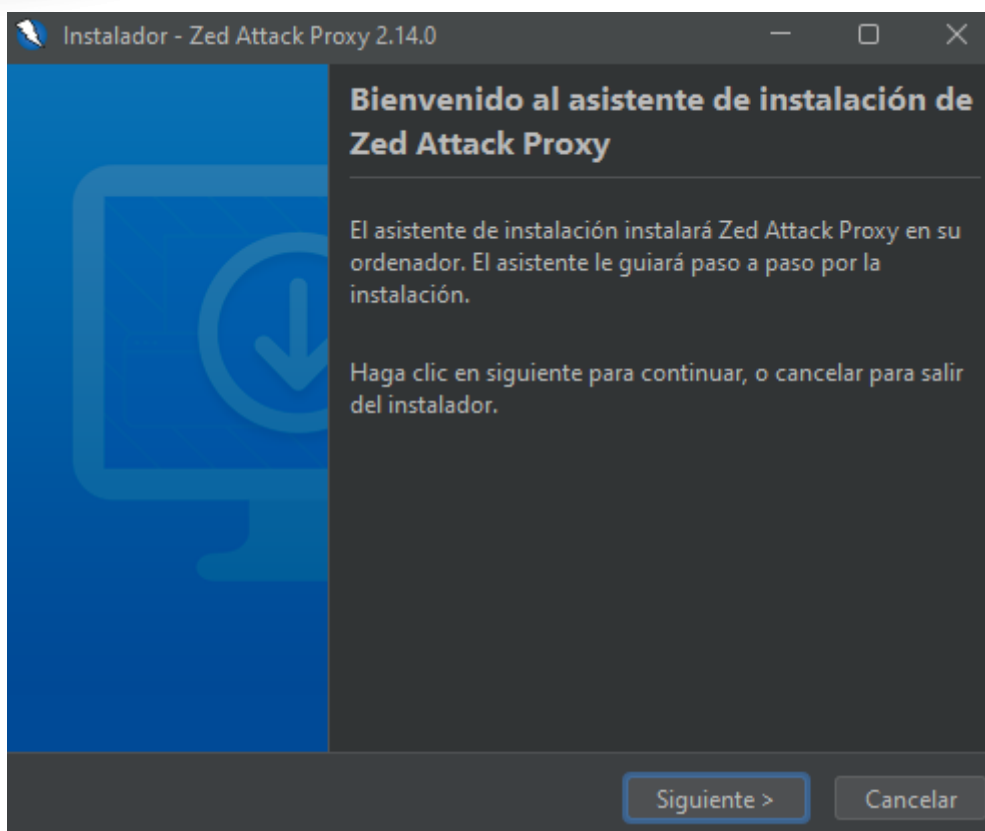 Instalador - Zed Attack Proxy 2.14.0
Bienvenido al asistente de instalación de
Zed Attack Proxy
El asistente de instalación instalará Zed Attack Proxy en su
ordenador. El asistente le guiará paso a paso por la
instalación.
Haga clic en siguiente para continuar, o cancelar para salir
del instalador.
Siguiente >
Cancelar